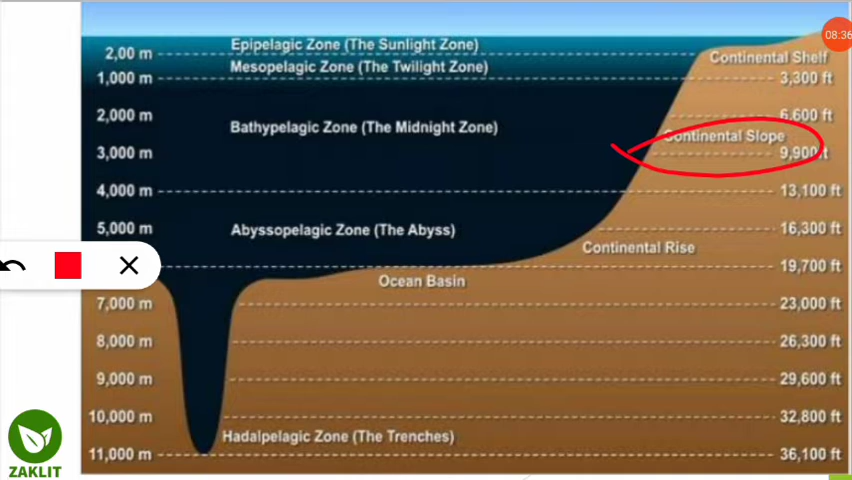 08:36
Epipelagic Zone (The Sunlight Zone)
2,00 m
Continental Shelf
Mesopelagic Zone (The Twilight Zone)
1,000 m
3,300 ft
2,000 m
6,600 ft
Bathypelagic Zone (The Midnight Zone)
Continental Slope
3,000 m
9,900 ft
4,000 m
13,100 ft
5,000 m
Abyssopelagic Zone (The Abyss)
16,300 ft
Continental Rise
19,700 ft
Ocean Basin
7,000 m
23,000 ft
8,000 m
26,300 ft
9,000 m
29,600 ft
10,000 m
32,800 ft
Hadalpelagic Zone (The Trenches)
11,000 m
36,100 ft
ZAKLIT